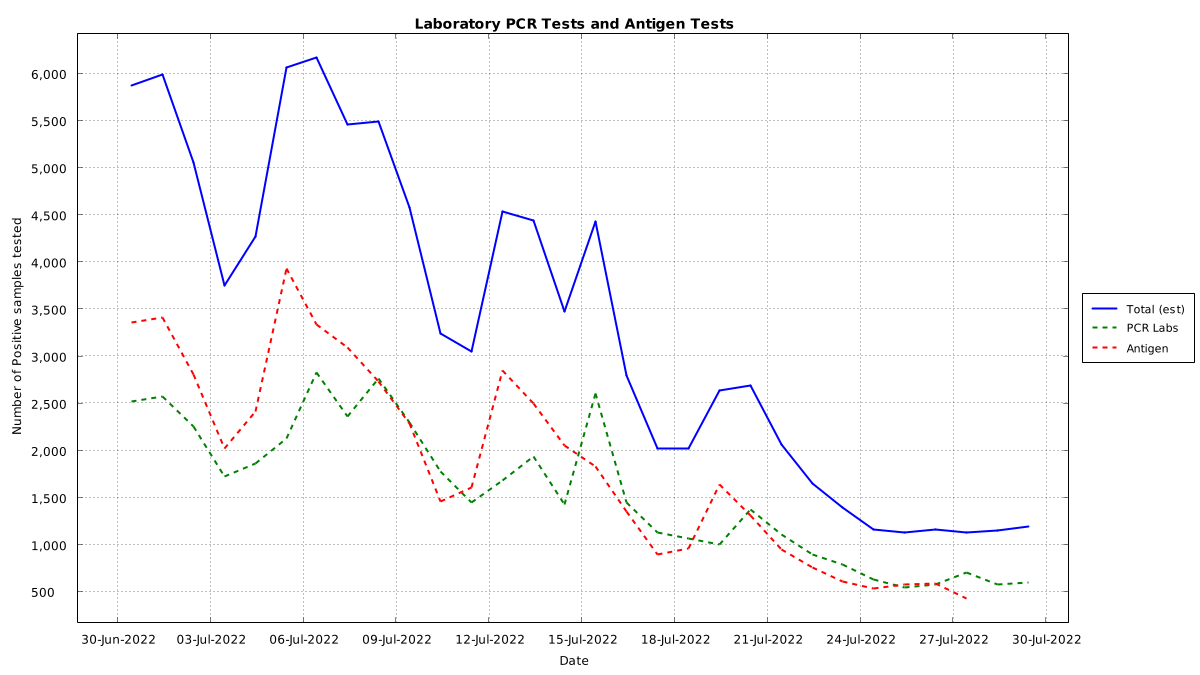 Laboratory PCR Tests and Antigen Tests
Number of Positive samples tested
6,000
5,500
5,000
4,500
4,000
3,500
3,000
2,500
2,000
1,500
1,000
500
30-Jun-2022 03-Jul-2022 06-Jul-2022 09-Jul-2022 12-Jul-2022 15-Jul-2022 18-Jul-2022 21-Jul-2022 24-Jul-2022 27-Jul-2022 30-Jul-2022
Date
Total (est)
PCR Labs
Antigen